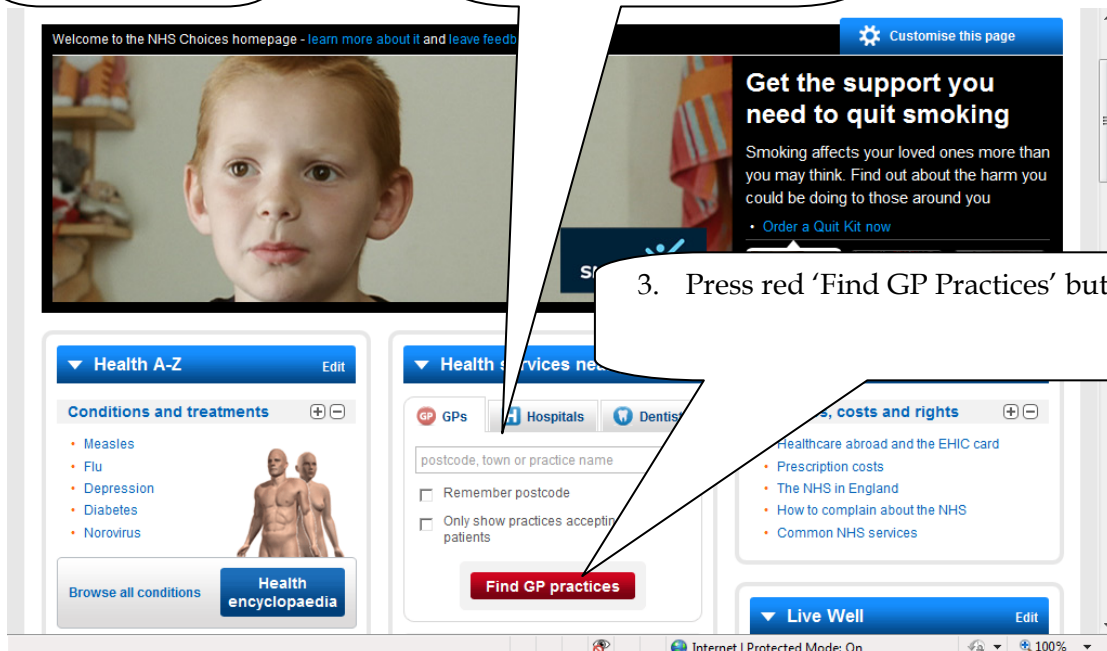 Welcome to the NHS Choices homepage - learn more about it and leave feedb
Customise this page
Get the support you
need to quit smoking
Smoking affects your loved ones more than
you may think. Find out about the harm you
could be doing to those around you
• Order a Quit Kit now
3. Press red 'Find GP Practices' but
Health A-Z
Edit
Conditions and treatments
• Measles
• Flu
• Depression
• Diabetes
• Norovirus
Browse all conditions
Health
encyclopaedia
Health services
GP GPs
H Hospitals
Dentist
postcode, town or practice name
Remember postcode
Only show practices accepting
patients
Find GP practices
costs and rights
Healthcare abroad and the EHIC card
• Prescription costs
• The NHS in England
• How to complain about the NHS
• Common NHS services
Live Well
Edit
Internet | Protected Mode: On
100%